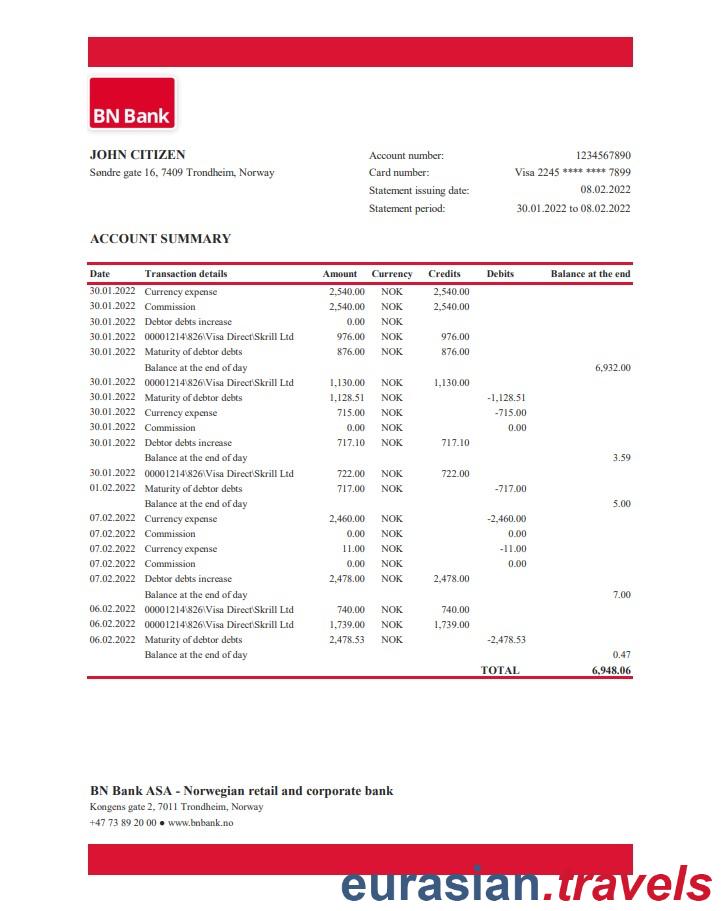 BN Bank
JOHN CITIZEN
Søndre gate 16, 7409 Trondheim, Norway
Account number: 1234567890
Card number: Visa 2245 **** **** 7899
Statement issuing date: 08.02.2022
Statement period: 30.01.2022 to 08.02.2022
ACCOUNT SUMMARY
Date Transaction details Amount Currency Credits Debits Balance at the end
30.01.2022 Currency expense 2,540.00 NOK 2,540.00
30.01.2022 Commission 2,540.00 NOK 2,540.00
30.01.2022 Debtor debts increase 0.00 NOK
30.01.2022 00001214\826\Visa Direct\Skrill Ltd 976.00 NOK 976.00
30.01.2022 Maturity of debtor debts 876.00 NOK 876.00
Balance at the end of day 6,932.00
30.01.2022 00001214\826\Visa Direct\Skrill Ltd 1,130.00 NOK 1,130.00
30.01.2022 Maturity of debtor debts 1,128.51 NOK -1,128.51
30.01.2022 Currency expense 715.00 NOK -715.00
30.01.2022 Commission 0.00 NOK 0.00
30.01.2022 Debtor debts increase 717.10 NOK 717.10
Balance at the end of day 3.59
30.01.2022 00001214\826\Visa Direct\Skrill Ltd 722.00 NOK 722.00
01.02.2022 Maturity of debtor debts 717.00 NOK -717.00
Balance at the end of day 5.00
07.02.2022 Currency expense 2,460.00 NOK -2,460.00
07.02.2022 Commission 0.00 NOK 0.00
07.02.2022 Currency expense 11.00 NOK -11.00
07.02.2022 Commission 0.00 NOK 0.00
07.02.2022 Debtor debts increase 2,478.00 NOK 2,478.00
Balance at the end of day 7.00
06.02.2022 00001214\826\Visa Direct\Skrill Ltd 740.00 NOK 740.00
06.02.2022 00001214\826\Visa Direct\Skrill Ltd 1,739.00 NOK 1,739.00
06.02.2022 Maturity of debtor debts 2,478.53 NOK -2,478.53
Balance at the end of day 0.47
TOTAL 6,948.06
BN Bank ASA - Norwegian retail and corporate bank
Kongens gate 2, 7011 Trondheim, Norway
+47 73 89 20 00 ● www.bnbank.no
eurasian.travels